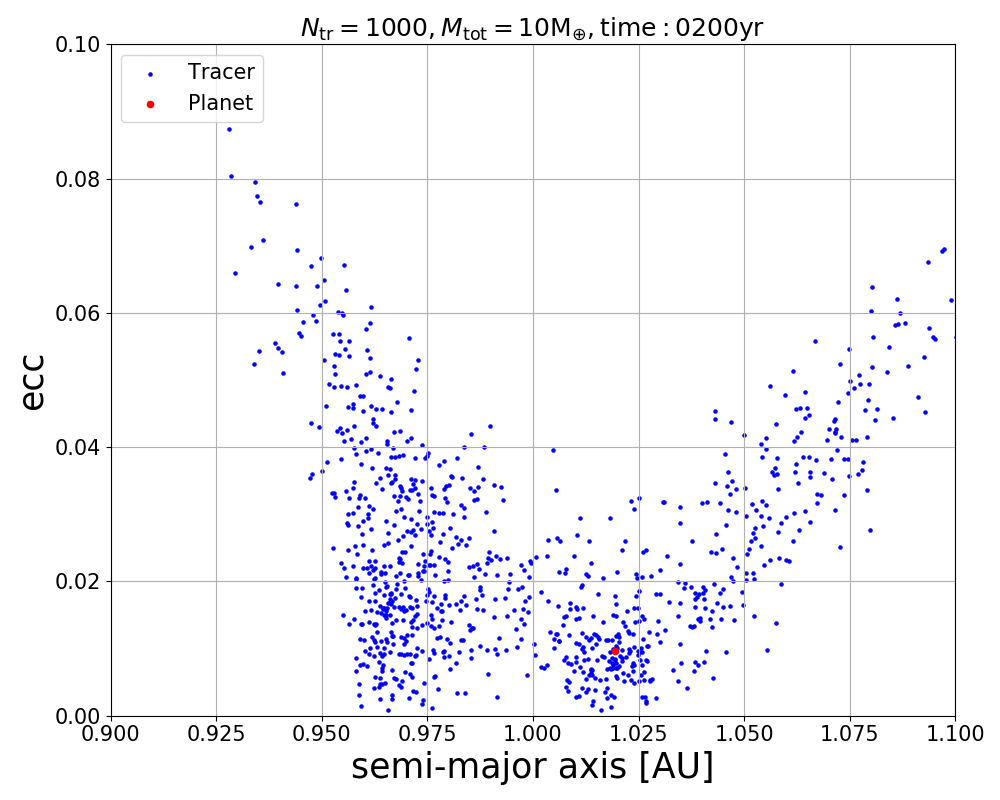 N_tr = 1000, M_tot = 10M_⊕, time : 0200yr
Tracer
Planet
0.10
0.08
0.06
0.04
0.02
0.00
ecc
0.900 0.925 0.950 0.975 1.000 1.025 1.050 1.075 1.100
semi-major axis [AU]